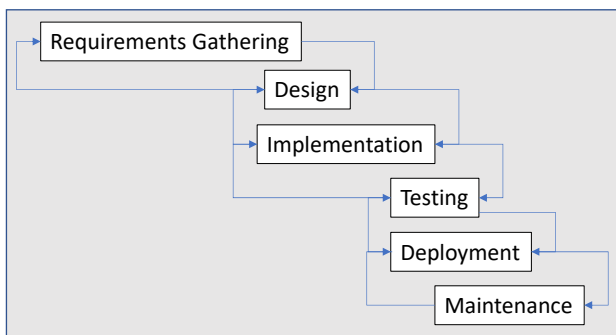 Requirements Gathering
Design
Implementation
Testing
Deployment
Maintenance